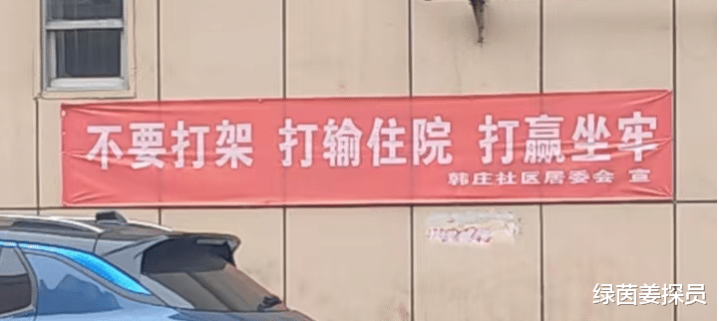 不要打架 打输住院 打赢坐牢
韩庄社区居委会 宣
绿茵姜探员